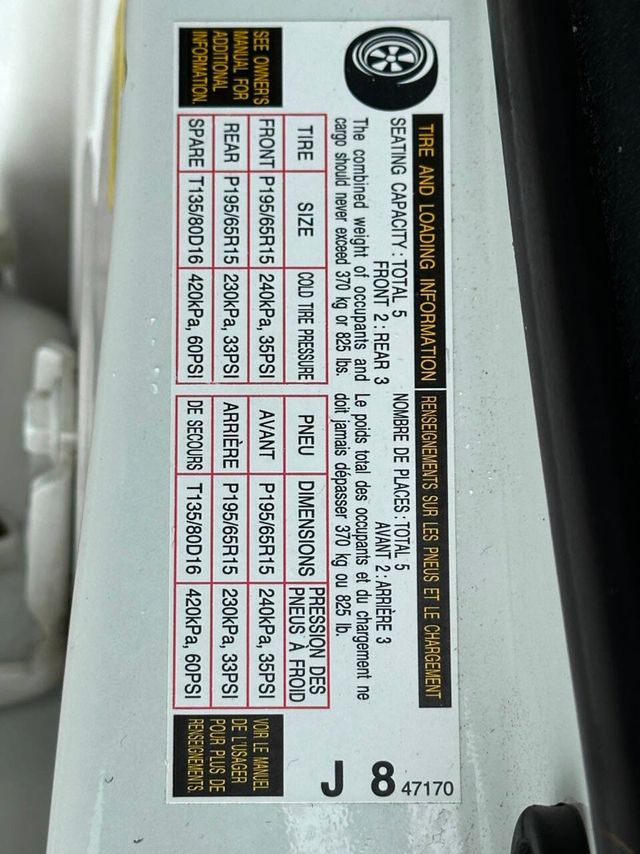 TIRE AND LOADING INFORMATION
SEATING CAPACITY : TOTAL 5
FRONT 2 : REAR 3
The combined weight of occupants and
cargo should never exceed 370 kg or 825 lbs.
TIRE SIZE COLD TIRE PRESSURE
FRONT P195/65R15 240kPa, 35PSI
REAR P195/65R15 230kPa, 33PSI
SPARE T135/80D16 420kPa, 60PSI
SEE OWNER'S
MANUAL FOR
ADDITIONAL
INFORMATION.
RENSEIGNEMENTS SUR LES PNEUS ET LE CHARGEMENT
NOMBRE DE PLACES : TOTAL 5
AVANT 2 : ARRIÈRE 3
Le poids total des occupants et du chargement ne
doit jamais dépasser 370 kg ou 825 lb.
PNEU DIMENSIONS PRESSION DES
PNEUS À FROID
AVANT P195/65R15 240kPa, 35PSI
ARRIÈRE P195/65R15 230kPa, 33PSI
DE SECOURS T135/80D16 420kPa, 60PSI
VOIR LE MANUEL
DE L'USAGER
POUR PLUS DE
RENSEIGNEMENTS.
47170
8
J